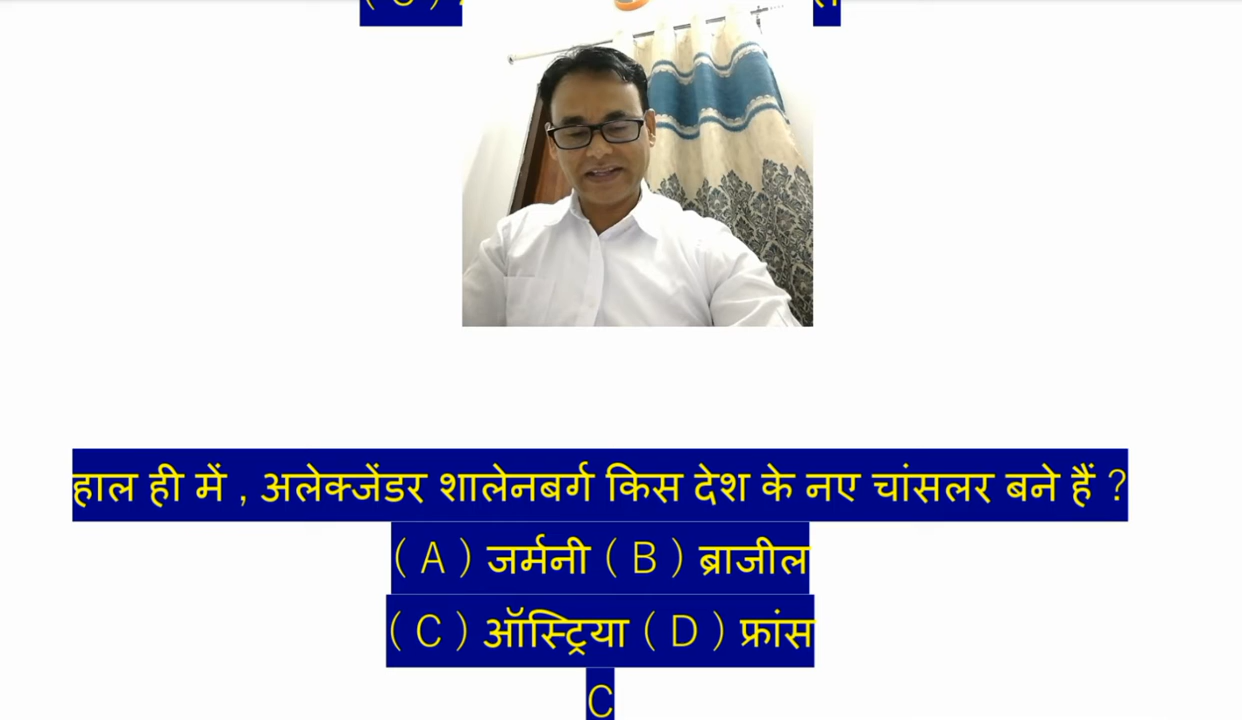 हाल ही में , अलेक्जेंडर शालेनबर्ग किस देश के नए चांसलर बने हैं ?
( A ) जर्मनी ( B ) ब्राजील
( C ) ऑस्ट्रिया ( D ) फ्रांस
C